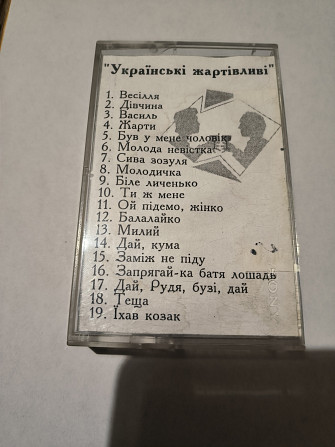 "Українські жартівливі"
1. Весілля
2. Дівчина
3. Василь
4. Жарти
5. Був у мене чоловік
6. Молода невістка
7. Сива зозуля
8. Молодичка
9. Біле личенько
10. Ти ж мене
11. Ой підемо, жінко
12. Балалайко
13. Милий
14. Дай, кума
15. Заміж не піду
16. Запрягай-ка батя лошадь
17. Дай, Рудя, бузі, дай
18. Теща
19. Їхав козак